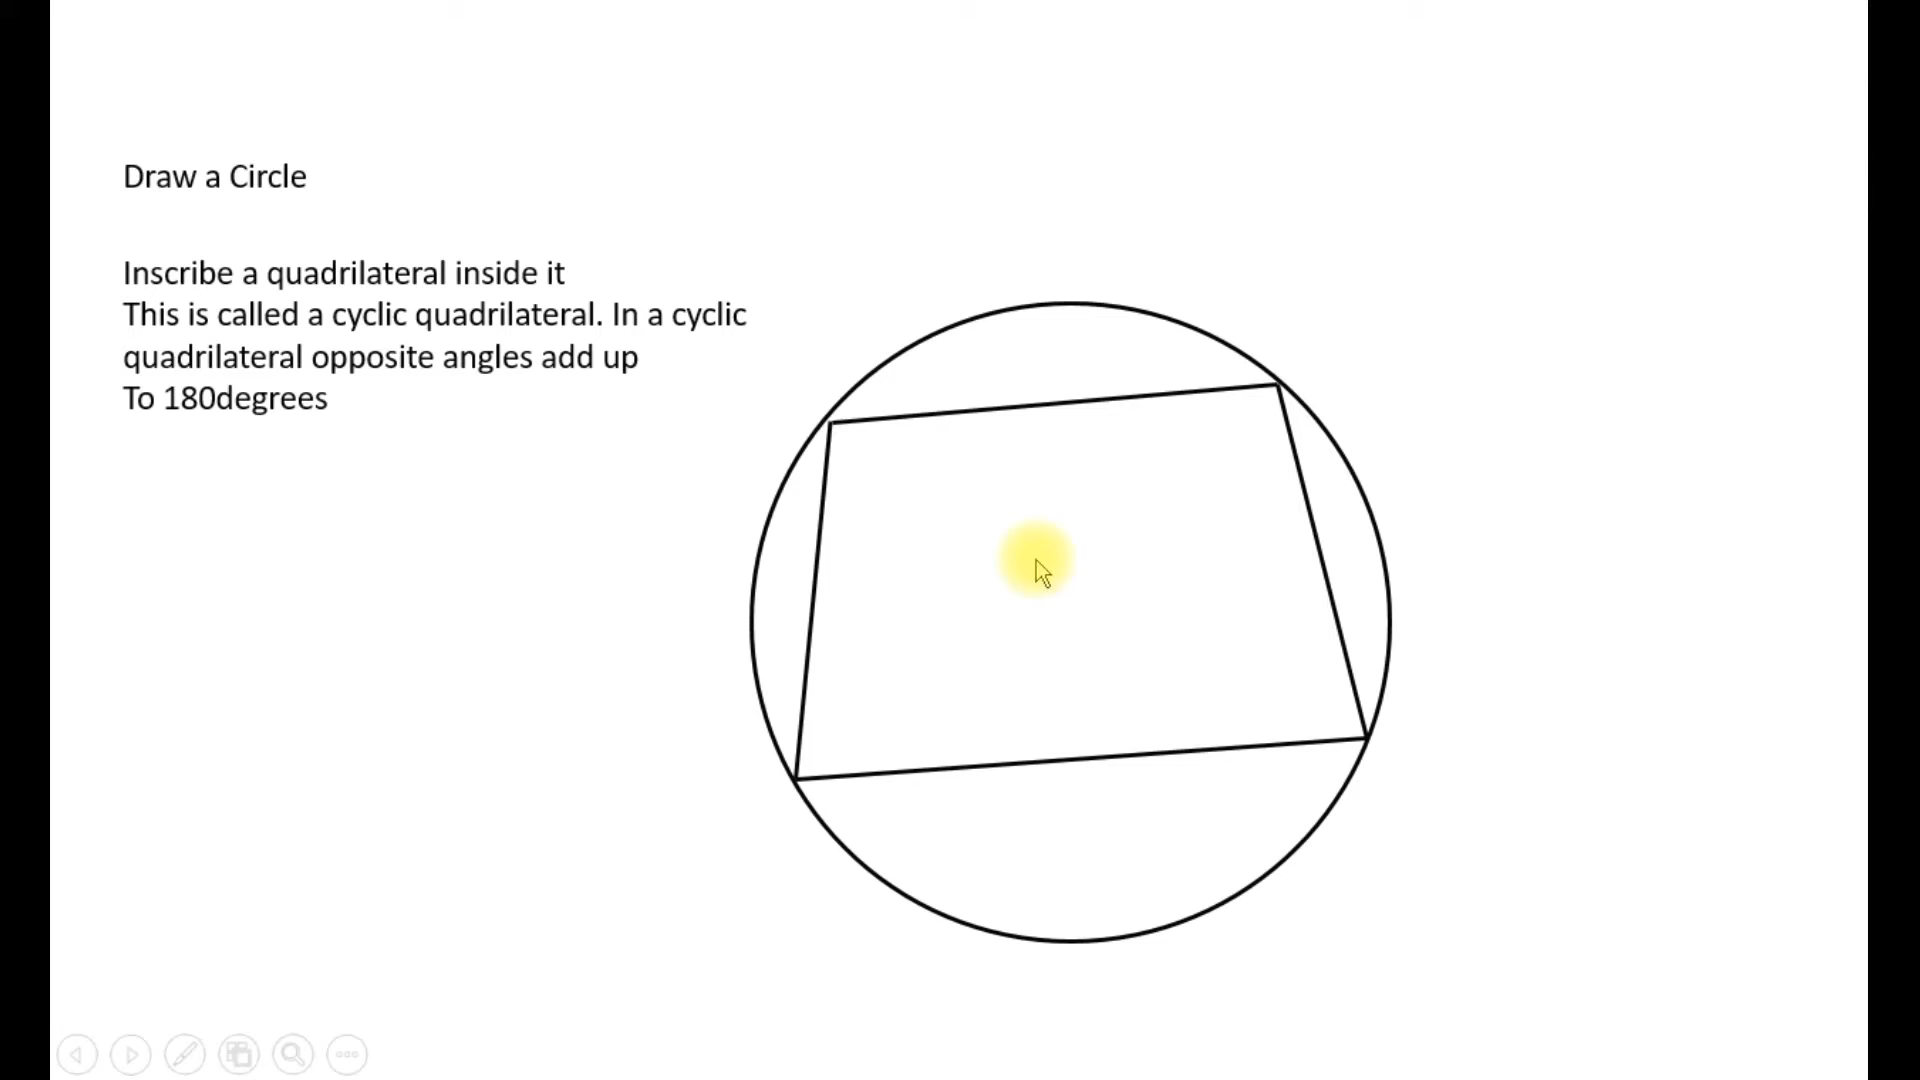 Draw a Circle
Inscribe a quadrilateral inside it
This is called a cyclic quadrilateral. In a cyclic
quadrilateral opposite angles add up
To 180degrees